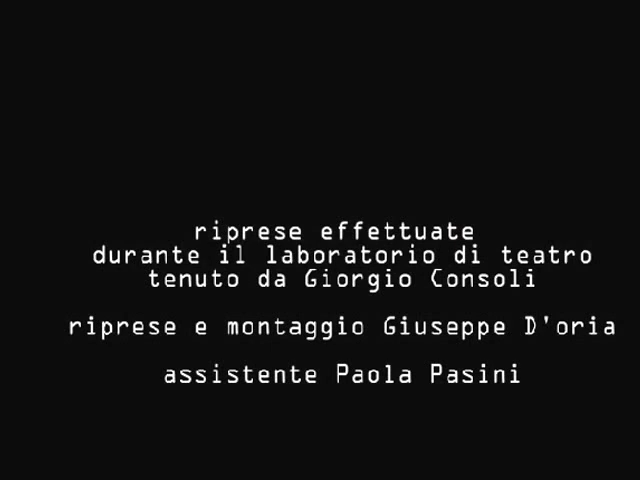 riprese effettuate
durante il laboratorio di teatro
tenuto da Giorgio Consoli
riprese e montaggio Giuseppe D'oria
assistente Paola Pasini